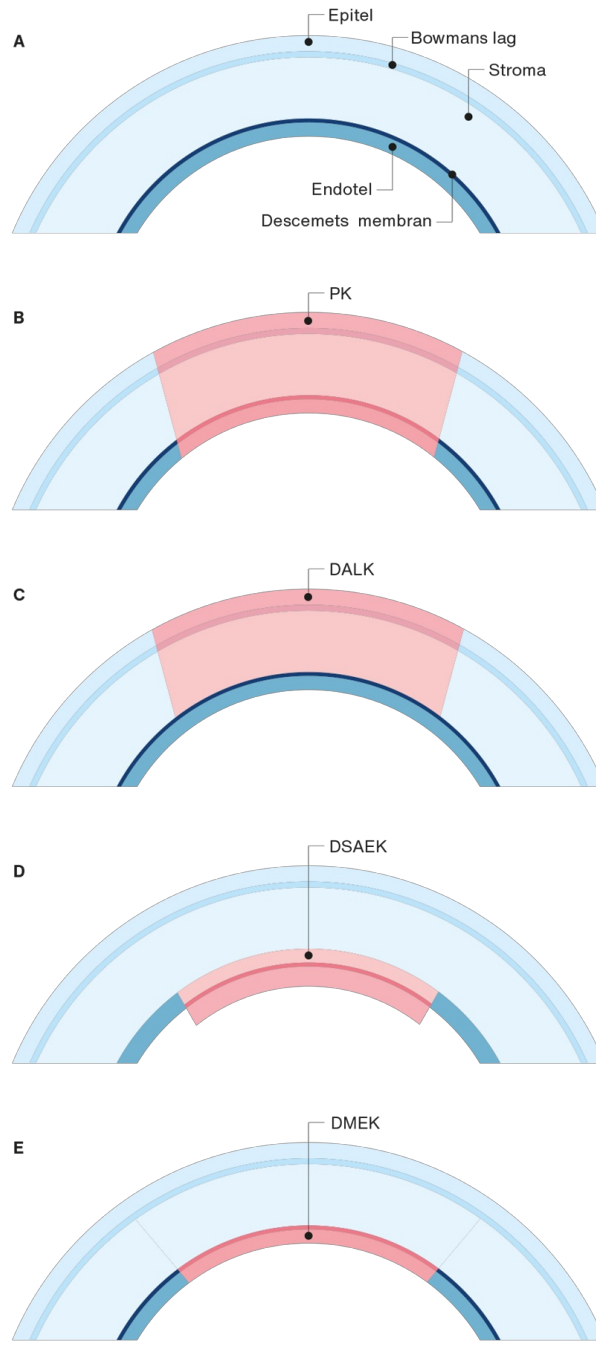 A
Epitel
Bowmans lag
Stroma
Endotel
Descemets membran
B
PK
C
DALK
D
DSAEK
E
DMEK